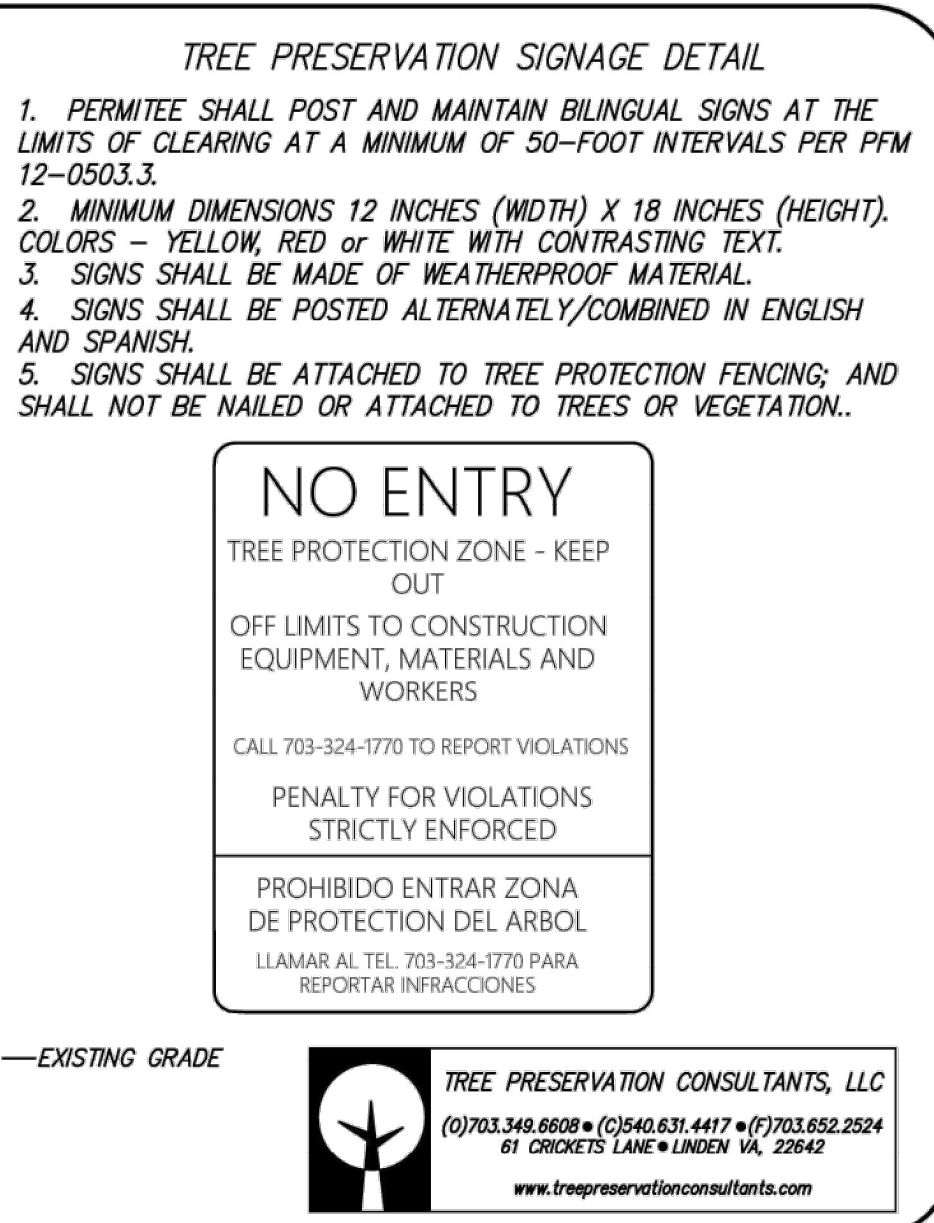 TREE PRESERVATION SIGNAGE DETAIL
1. PERMITEE SHALL POST AND MAINTAIN BILINGUAL SIGNS AT THE
LIMITS OF CLEARING AT A MINIMUM OF 50-FOOT INTERVALS PER PFM
12-0503.3.
2. MINIMUM DIMENSIONS 12 INCHES (WIDTH) X 18 INCHES (HEIGHT).
COLORS - YELLOW, RED or WHITE WITH CONTRASTING TEXT.
3. SIGNS SHALL BE MADE OF WEATHERPROOF MATERIAL.
4. SIGNS SHALL BE POSTED ALTERNATELY/COMBINED IN ENGLISH
AND SPANISH.
5. SIGNS SHALL BE ATTACHED TO TREE PROTECTION FENCING; AND
SHALL NOT BE NAILED OR ATTACHED TO TREES OR VEGETATION..
NO ENTRY
TREE PROTECTION ZONE - KEEP
OUT
OFF LIMITS TO CONSTRUCTION
EQUIPMENT, MATERIALS AND
WORKERS
CALL 703-324-1770 TO REPORT VIOLATIONS
PENALTY FOR VIOLATIONS
STRICTLY ENFORCED
PROHIBIDO ENTRAR ZONA
DE PROTECTION DEL ARBOL
LLAMAR AL TEL. 703-324-1770 PARA
REPORTAR INFRACCIONES
EXISTING GRADE
TREE PRESERVATION CONSULTANTS, LLC
(O)703.349.6608 • (C)540.631.4417 • (F)703.652.2524
61 CRICKETS LANE • LINDEN VA, 22642
www.treepreservationconsultants.com